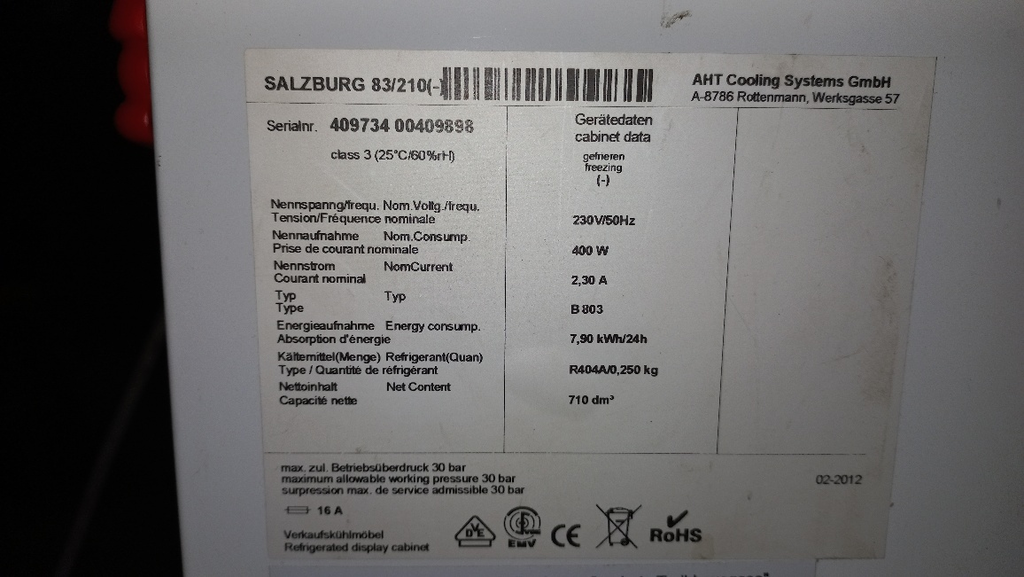 SALZBURG 83/210(-)
AHT Cooling Systems GmbH
A-8786 Rottenmann, Werksgasse 57
Serialnr. 409734 00409898
class 3 (25°C/60%rH)
Gerätedaten
cabinet data
gefrieren
freezing
(-)
Nennspanng/frequ. Nom.Voltg./frequ.
Tension/Fréquence nominale
230V/50Hz
Nennaufnahme Nom.Consump.
Prise de courant nominale
400 W
Nennstrom NomCurrent
Courant nominal
2,30 A
Typ Typ
Type
B 803
Energieaufnahme Energy consump.
Absorption d'énergie
7,90 kWh/24h
Kältemittel(Menge) Refrigerant(Quan)
Type / Quantité de réfrigérant
R404A/0,250 kg
Nettoinhalt Net Content
Capacité nette
710 dm³
max. zul. Betriebsüberdruck 30 bar
maximum allowable working pressure 30 bar
surpression max. de service admissible 30 bar
02-2012
16 A
Verkaufskühlmöbel
Refrigerated display cabinet
VDE
EMV
CE
RoHS